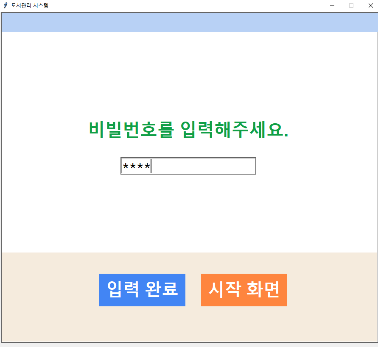 도서관리 시스템
비밀번호를 입력해주세요.
****
입력 완료
시작 화면